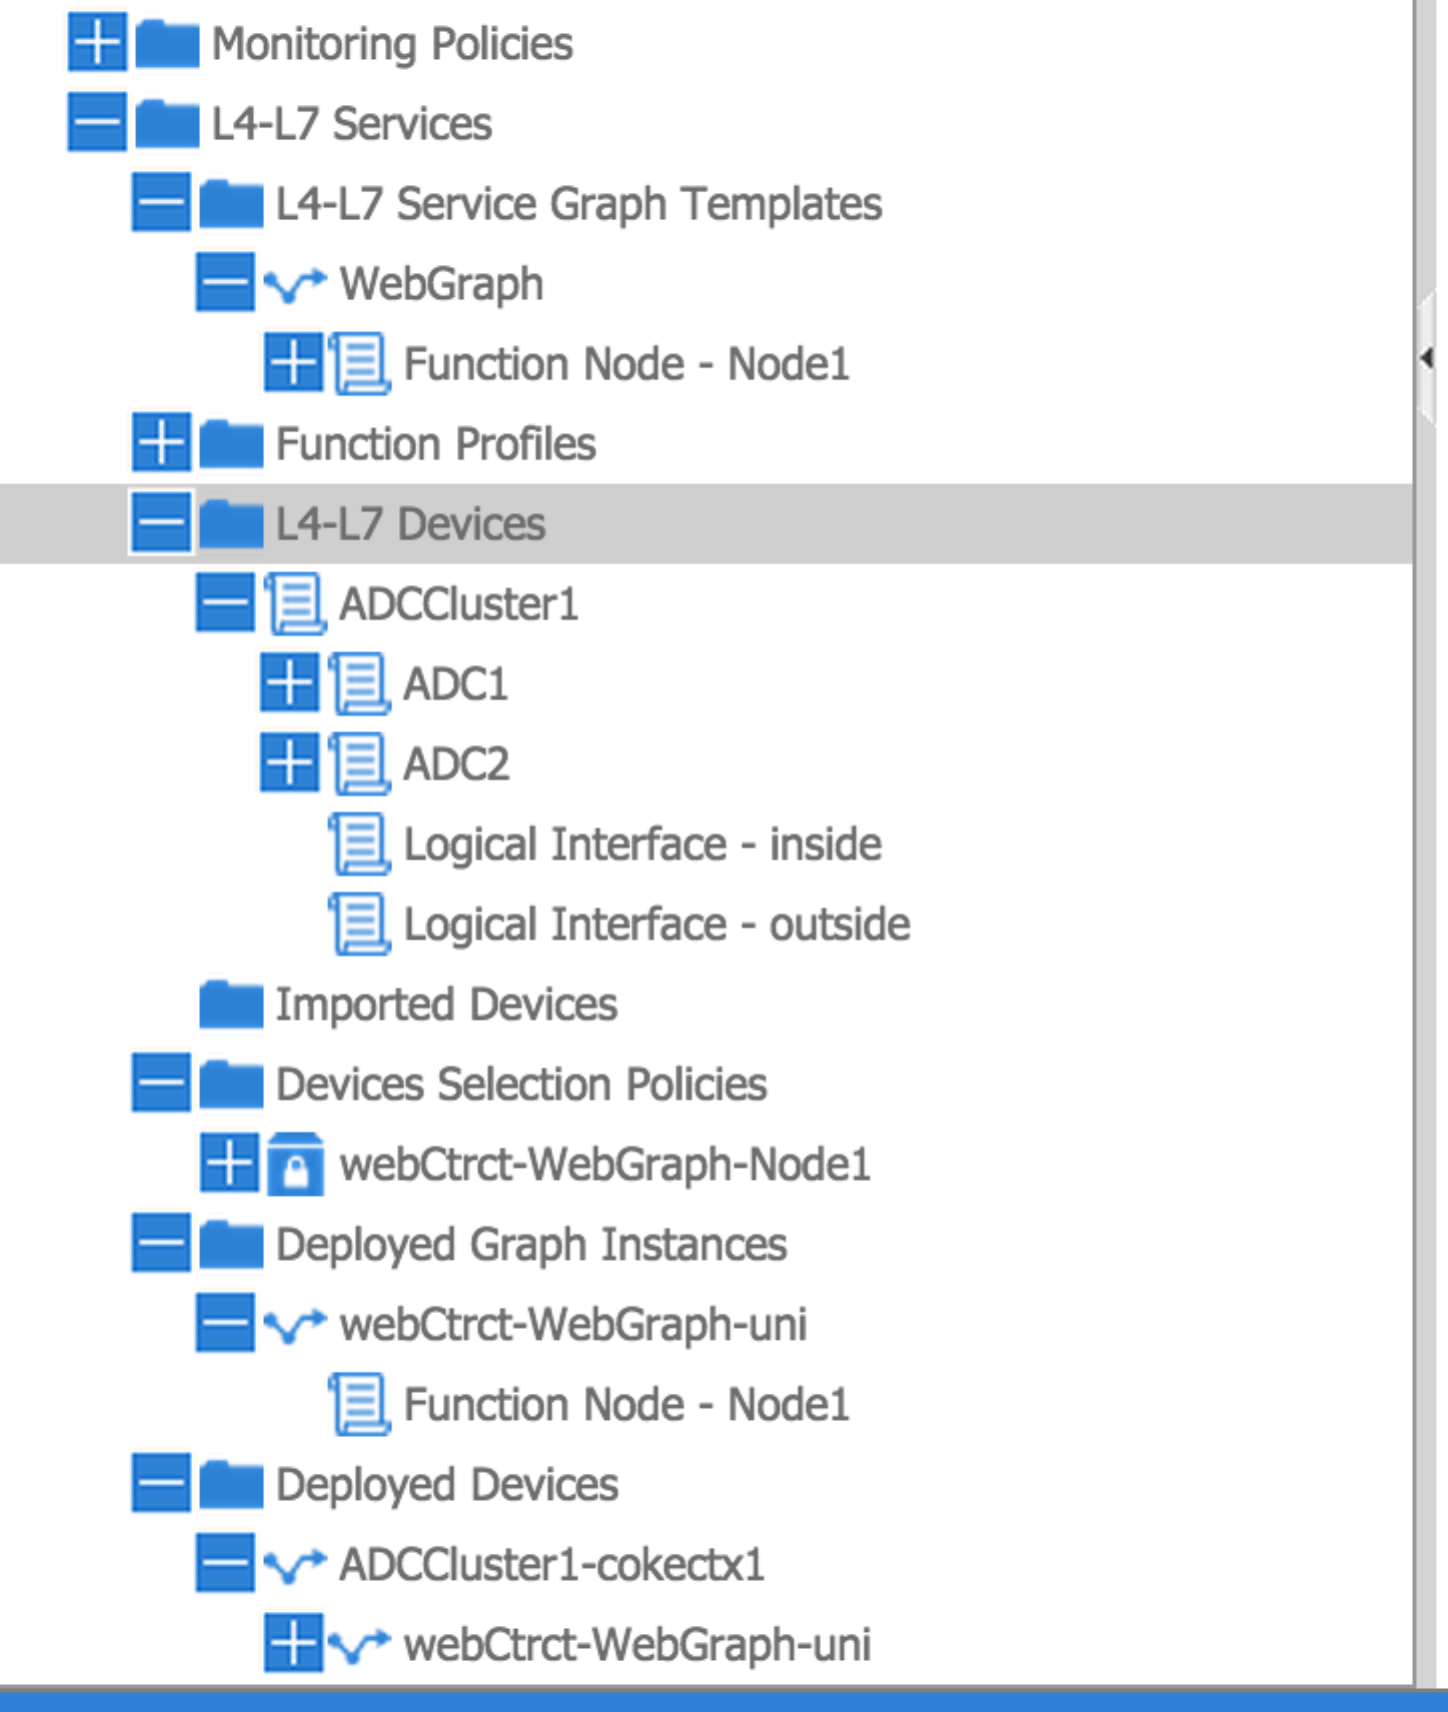 Monitoring Policies
L4-L7 Services
L4-L7 Service Graph Templates
WebGraph
Function Node - Node1
Function Profiles
L4-L7 Devices
ADCCluster1
ADC1
ADC2
Logical Interface - inside
Logical Interface - outside
Imported Devices
Devices Selection Policies
webCtrct-WebGraph-Node1
Deployed Graph Instances
webCtrct-WebGraph-uni
Function Node - Node1
Deployed Devices
ADCCluster1-cokectx1
webCtrct-WebGraph-uni